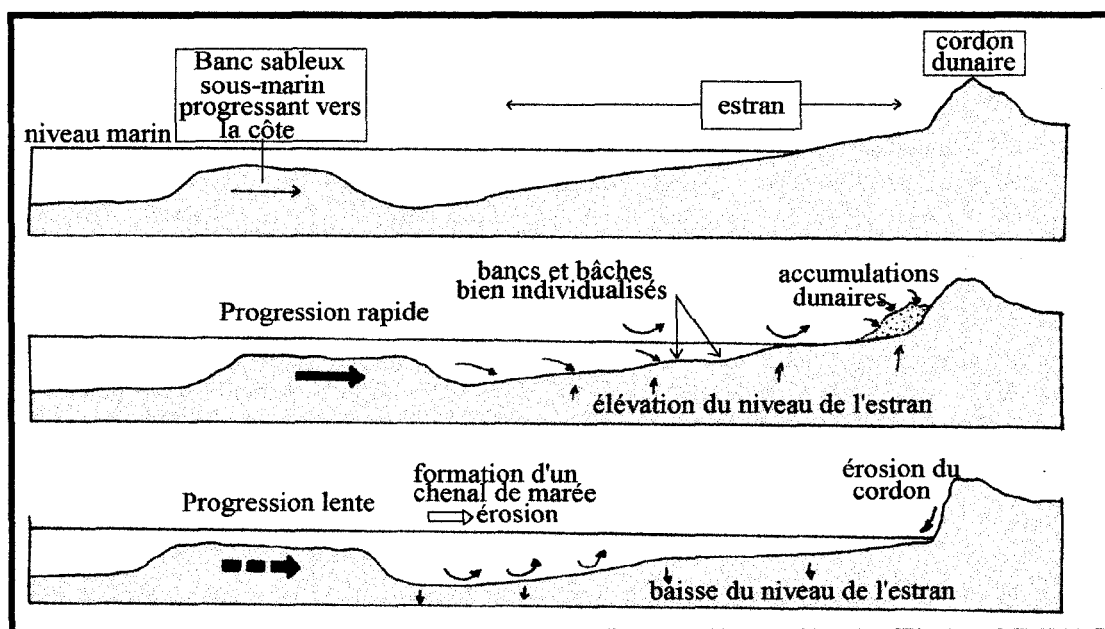 Banc sableux
sous-marin
progressant vers
la côte
cordon
dunaire
estran
niveau marin
bancs et bâches
bien individualisés
accumulations
dunaires
Progression rapide
élévation du niveau de l'estran
formation d'un
chenal de marée
érosion
érosion du
cordon
Progression lente
baisse du niveau de l'estran